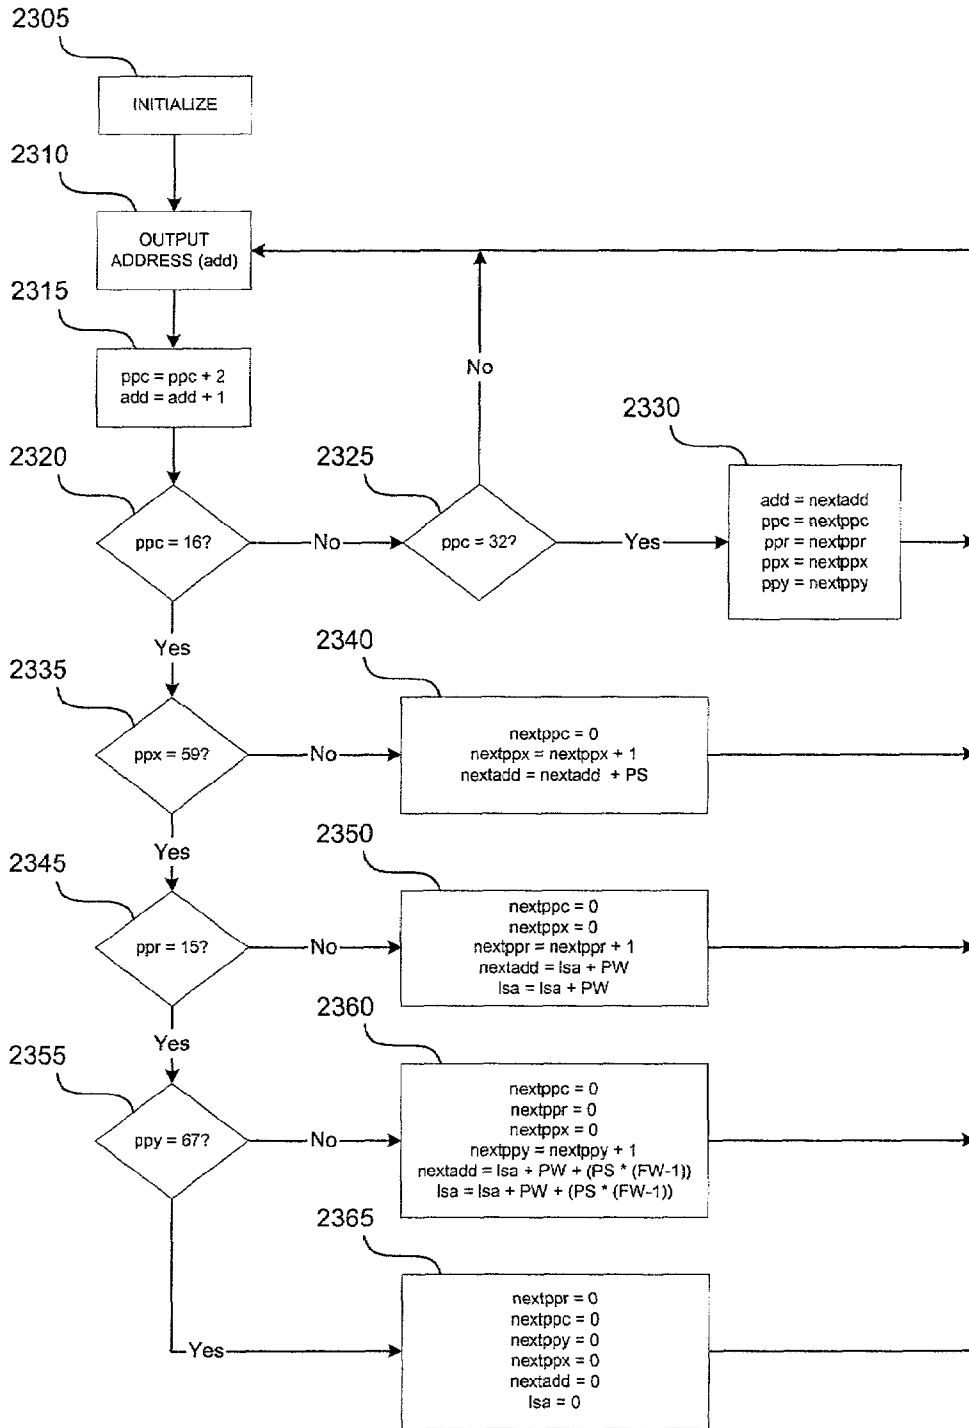 2305
INITIALIZE
2310
OUTPUT
ADDRESS (add)
2315
ppc = ppc + 2
add = add + 1
No
2320
ppc = 16?
No
2325
ppc = 32?
Yes
2330
add = nextadd
ppc = nextppc
ppr = nextppr
ppx = nextppx
ppy = nextppy
Yes
2335
ppx = 59?
No
2340
nextppc = 0
nextppx = nextppx + 1
nextadd = nextadd + PS
Yes
2345
ppr = 15?
No
2350
nextppc = 0
nextppx = 0
nextppr = nextppr + 1
nextadd = lsa + PW
lsa = lsa + PW
Yes
2355
ppy = 67?
No
2360
nextppc = 0
nextppr = 0
nextppx = 0
nextppy = nextppy + 1
nextadd = lsa + PW + (PS * (FW-1))
lsa = lsa + PW + (PS * (FW-1))
Yes
2365
nextppr = 0
nextppc = 0
nextppy = 0
nextppx = 0
nextadd = 0
lsa = 0